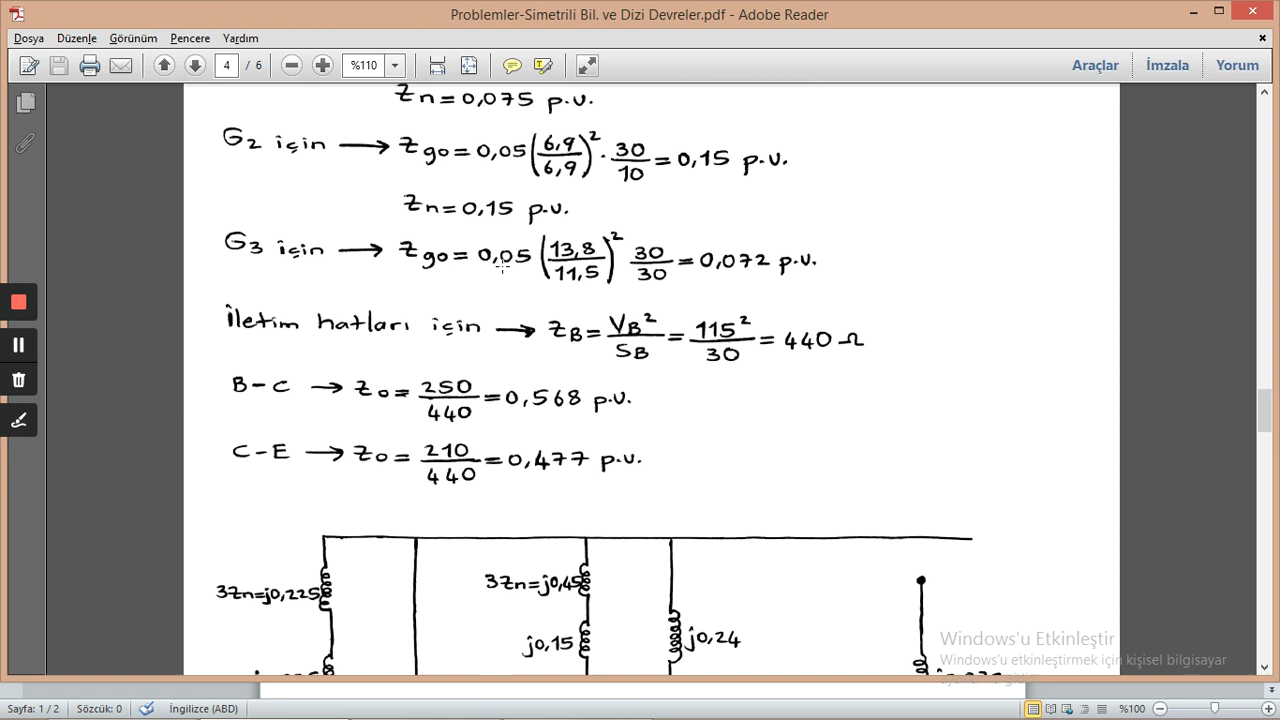 Problemler-Simetrili Bil. ve Dizi Devreler.pdf - Adobe Reader
Dosya Düzenle Görünüm Pencere Yardım
4 / 6 %110 Araçlar İmzala Yorum
Zn = 0,075 p.u.
G2 için → Zgo = 0,05 (6,9/6,9)² · 30/10 = 0,15 p.u.
Zn = 0,15 p.u.
G3 için → Zgo = 0,05 (13,8/11,5)² 30/30 = 0,072 p.u.
İletim hatları için → ZB = VB²/SB = 115²/30 = 440 Ω
B-C → Zo = 250/440 = 0,568 p.u.
C-E → Zo = 210/440 = 0,477 p.u.
3Zn=j0,225
3Zn=j0,45
j0,15
j0,24
Windows'u Etkinleştir
Windows'u etkinleştirmek için kişisel bilgisayar
Sayfa: 1 / 2 Sözcük: 0 İngilizce (ABD) %100